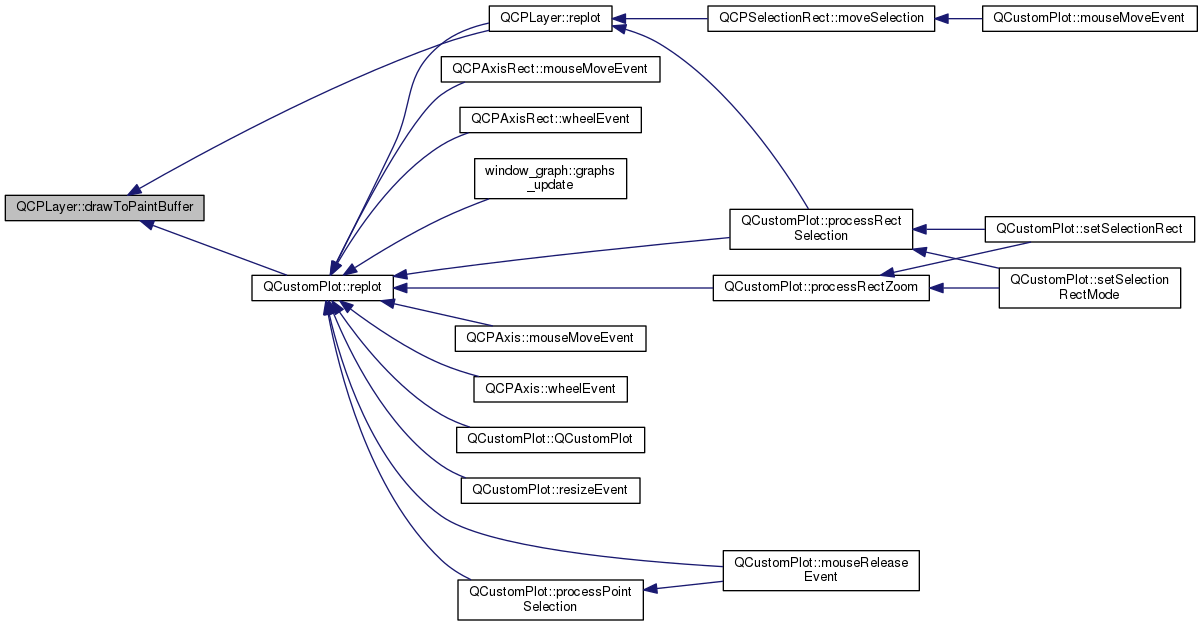 QCPLayer::replot
QCPSelectionRect::moveSelection
QCustomPlot::mouseMoveEvent
QCPAxisRect::mouseMoveEvent
QCPAxisRect::wheelEvent
window_graph::graphs
_update
QCPLayer::drawToPaintBuffer
QCustomPlot::processRect
Selection
QCustomPlot::setSelectionRect
QCustomPlot::replot
QCustomPlot::processRectZoom
QCustomPlot::setSelection
RectMode
QCPAxis::mouseMoveEvent
QCPAxis::wheelEvent
QCustomPlot::QCustomPlot
QCustomPlot::resizeEvent
QCustomPlot::mouseRelease
Event
QCustomPlot::processPoint
Selection